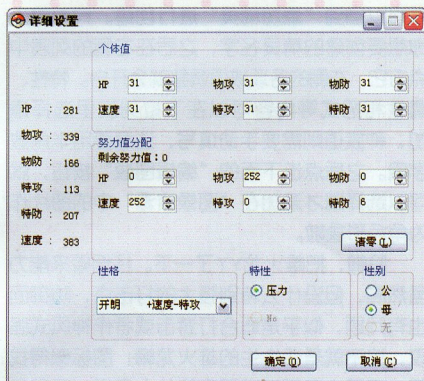 详细设置
个体值
HP 31 物攻 31 物防 31
速度 31 特攻 31 特防 31
HP : 281
物攻 : 339
物防 : 166
特攻 : 113
特防 : 207
速度 : 383
努力值分配
剩余努力值：0
HP 0 物攻 252 物防 0
速度 252 特攻 0 特防 6
清零(L)
性格
开朗 +速度-特攻
特性
压力
No
性别
公
母
无
确定(O)
取消(C)